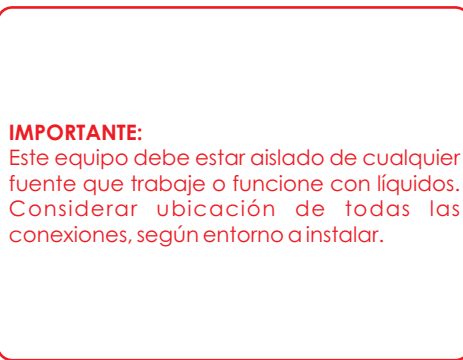 IMPORTANTE:
Este equipo debe estar aislado de cualquier
fuente que trabaje o funcione con líquidos.
Considerar ubicación de todas las
conexiones, según entorno a instalar.